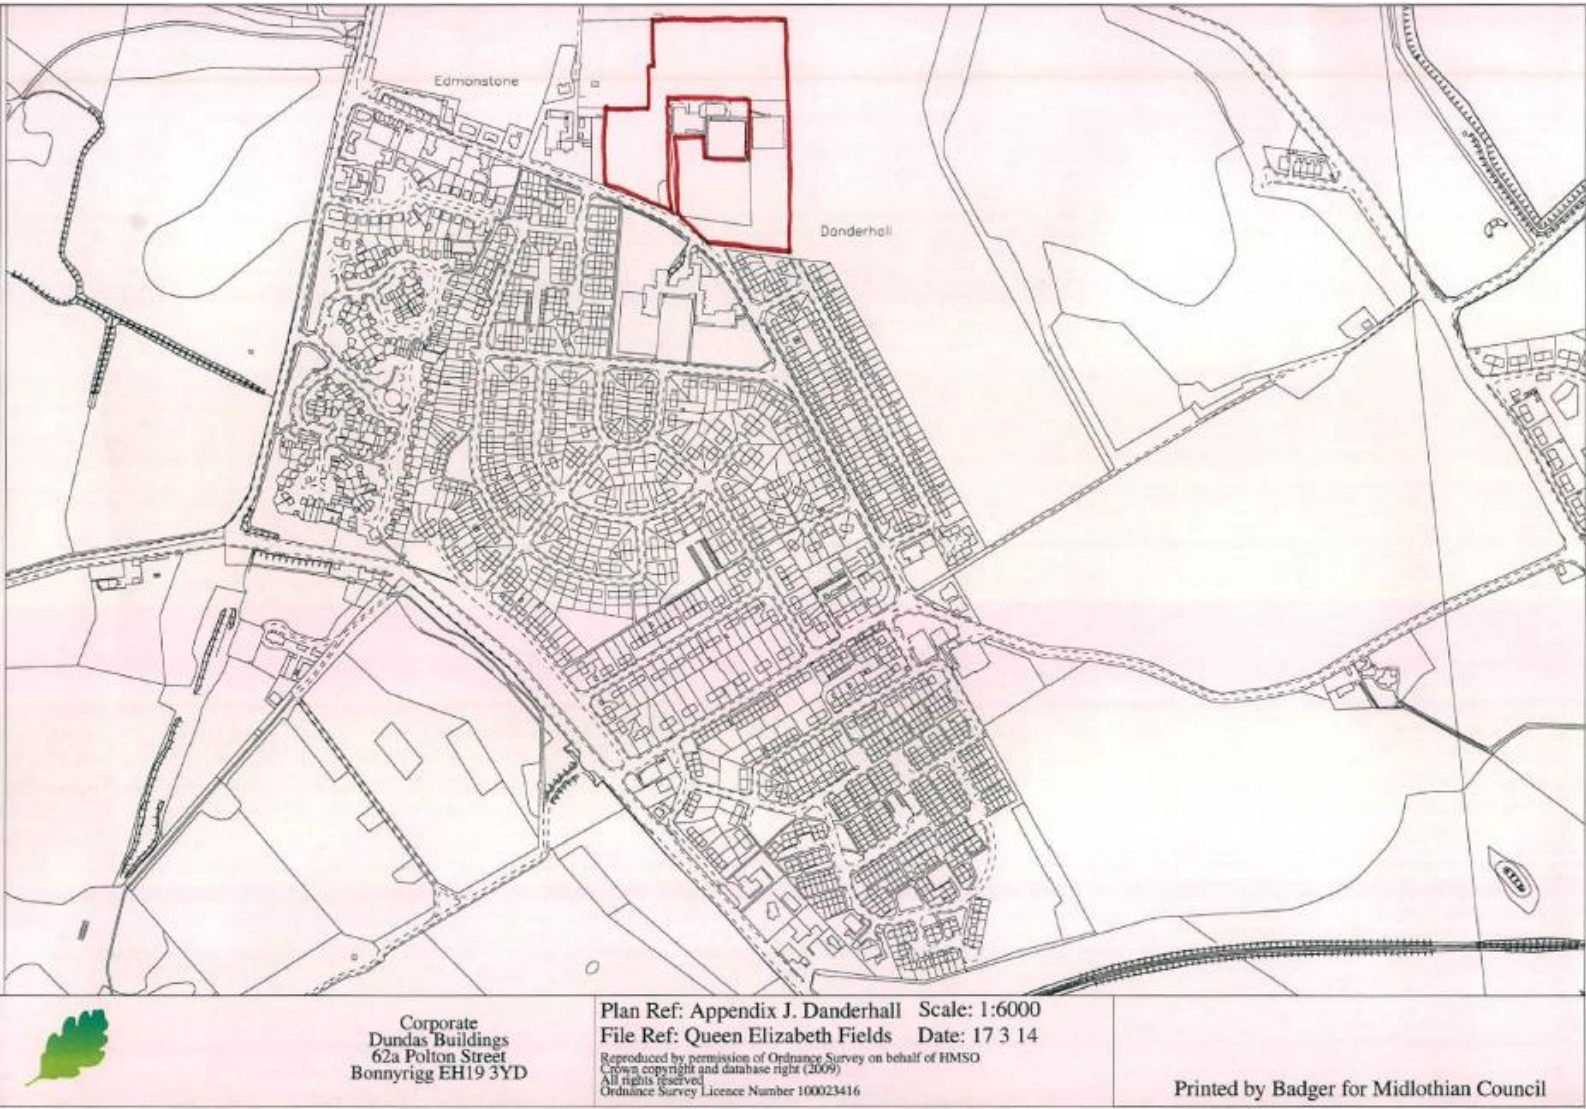 Edmonstone
Danderhall
Corporate
Dundas Buildings
62a Polton Street
Bonnyrigg EH19 3YD
Plan Ref: Appendix J. Danderhall Scale: 1:6000
File Ref: Queen Elizabeth Fields Date: 17 3 14
Reproduced by permission of Ordnance Survey on behalf of HMSO
Crown copyright and database right (2009)
All rights reserved
Ordnance Survey Licence Number 100023416
Printed by Badger for Midlothian Council